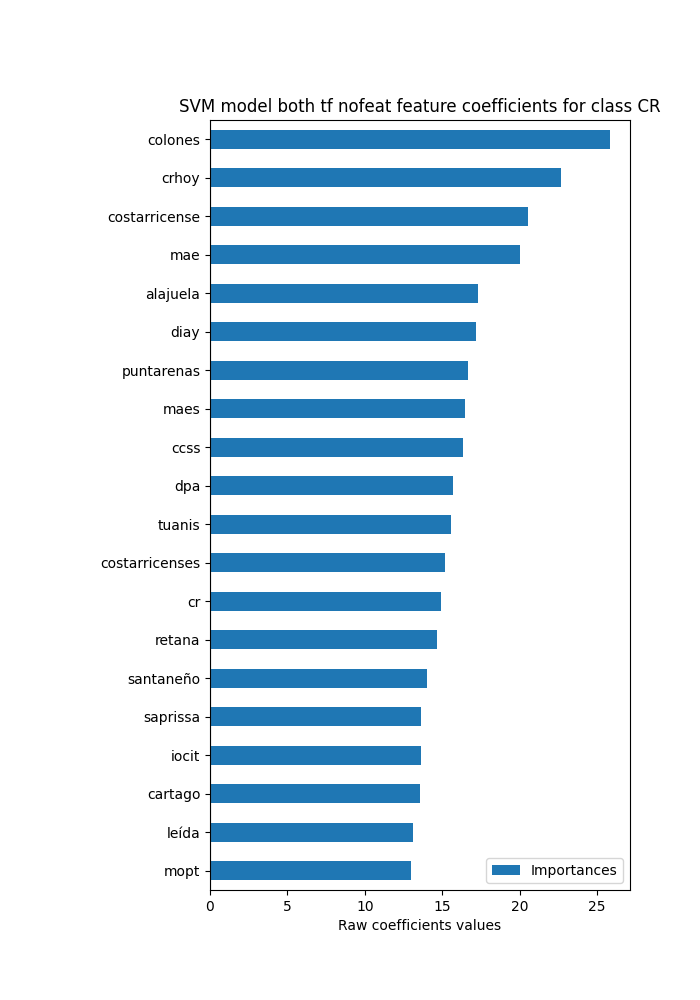 SVM model both tf nofeat feature coefficients for class CR
colones
crhoy
costarricense
mae
alajuela
diay
puntarenas
maes
ccss
dpa
tuanis
costarricenses
cr
retana
santaneño
saprissa
iocit
cartago
leída
mopt
Importances
0 5 10 15 20 25
Raw coefficients values